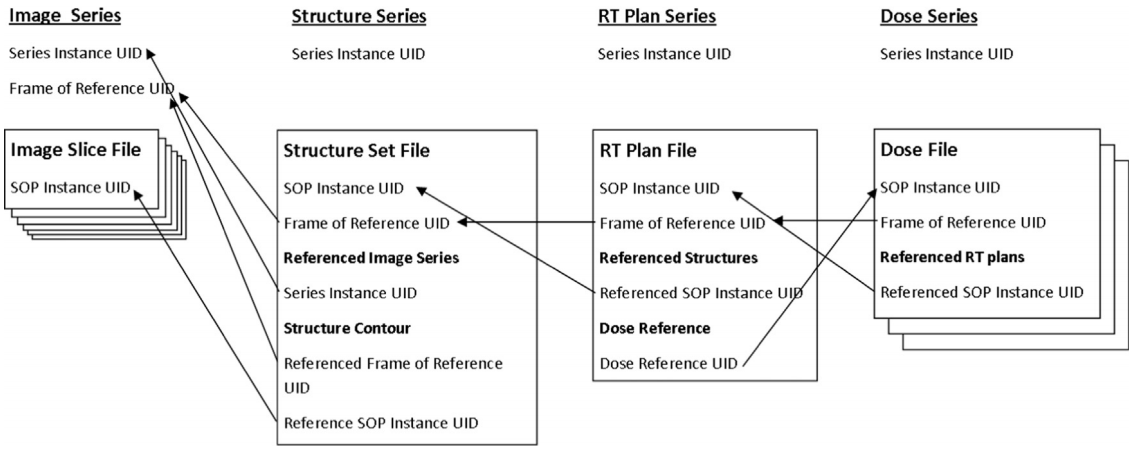 Image Series
Series Instance UID
Frame of Reference UID
Image Slice File
SOP Instance UID
Structure Series
Series Instance UID
Structure Set File
SOP Instance UID
Frame of Reference UID
Referenced Image Series
Series Instance UID
Structure Contour
Referenced Frame of Reference
UID
Reference SOP Instance UID
RT Plan Series
Series Instance UID
RT Plan File
SOP Instance UID
Frame of Reference UID
Referenced Structures
Referenced SOP Instance UID
Dose Reference
Dose Reference UID
Dose Series
Series Instance UID
Dose File
SOP Instance UID
Frame of Reference UID
Referenced RT plans
Referenced SOP Instance UID